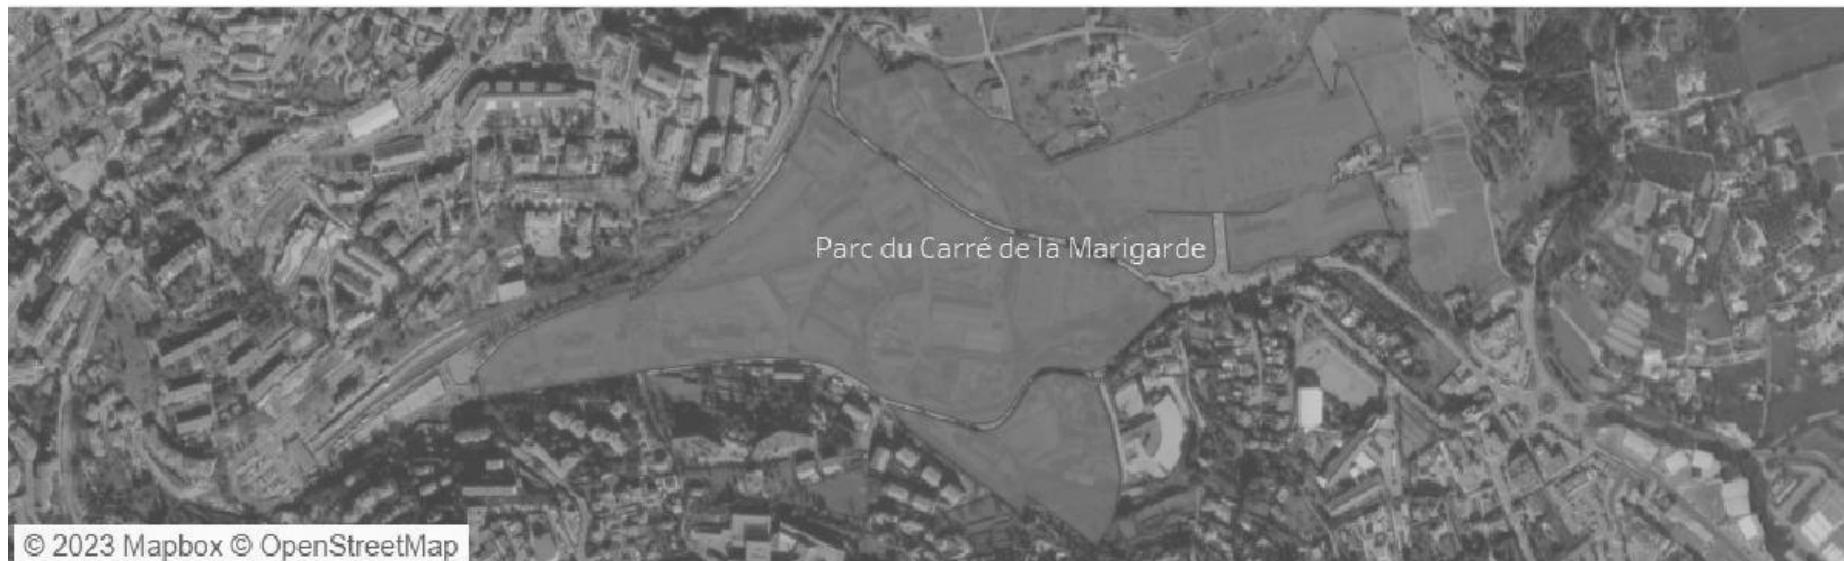 Parc du Carré de la Marigarde
© 2023 Mapbox © OpenStreetMap